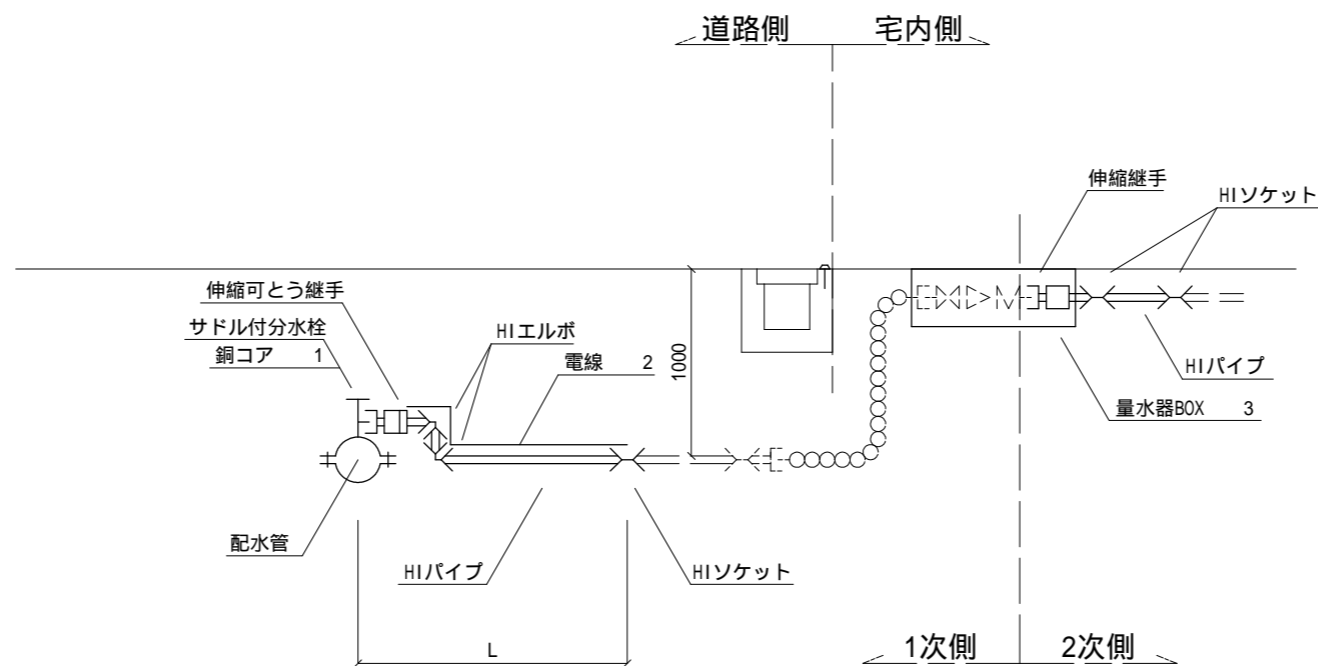 道路側 宅内側
伸縮継手
HIソケット
伸縮可とう継手
サドル付分水栓
銅コア 1
HIエルボ
電線 2
1000
HIパイプ
量水器BOX 3
配水管
HIパイプ
HIソケット
L
1次側 2次側